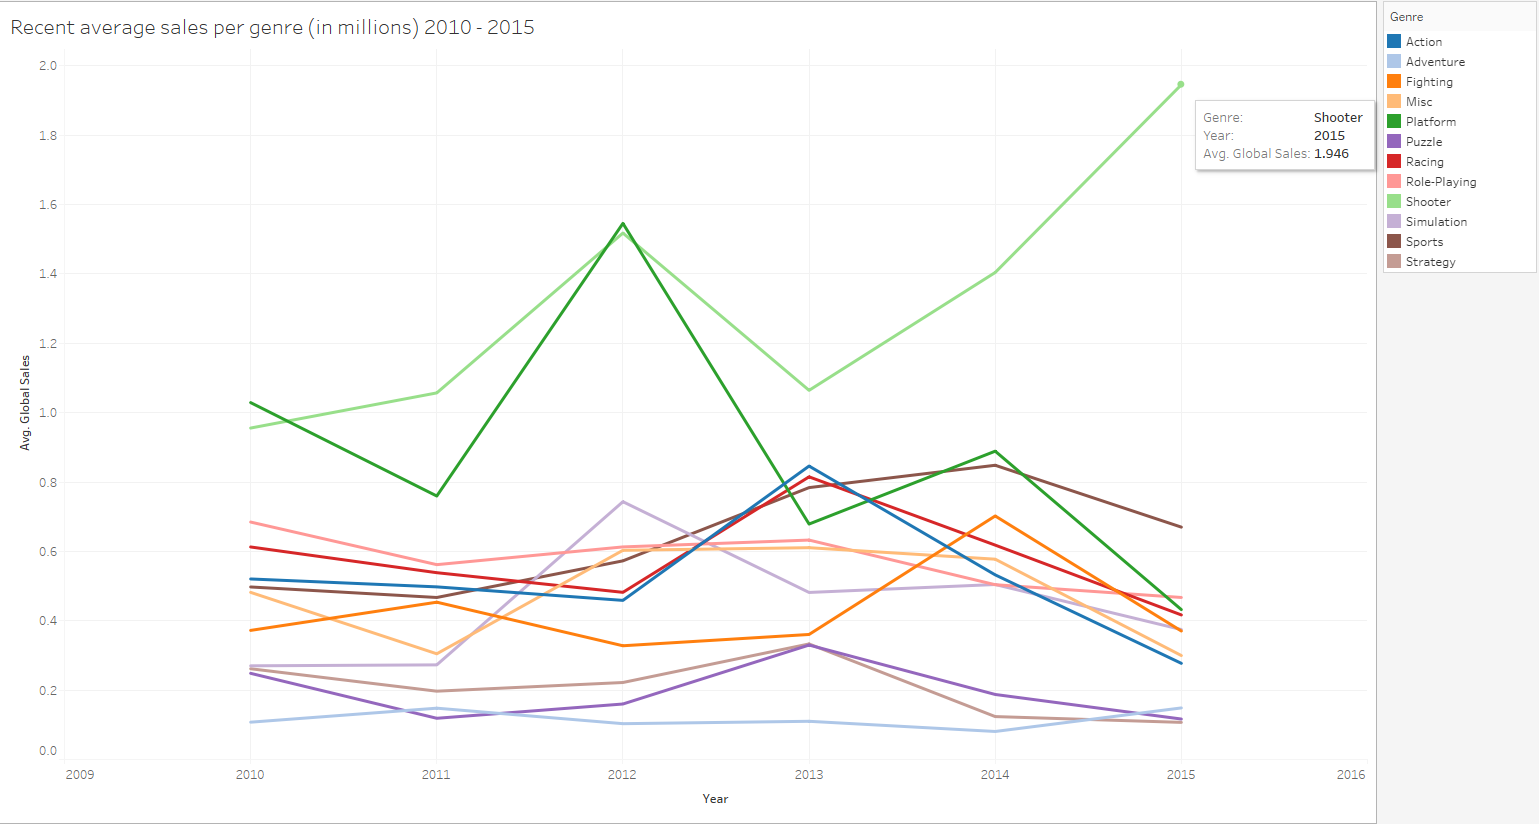 Recent average sales per genre (in millions) 2010 - 2015
2.0
1.8
1.6
1.4
1.2
1.0
0.8
0.6
0.4
0.2
0.0
Avg. Global Sales
2009 2010 2011 2012 2013 2014 2015 2016
Year
Genre: Shooter
Year: 2015
Avg. Global Sales: 1.946
Genre
Action
Adventure
Fighting
Misc
Platform
Puzzle
Racing
Role-Playing
Shooter
Simulation
Sports
Strategy